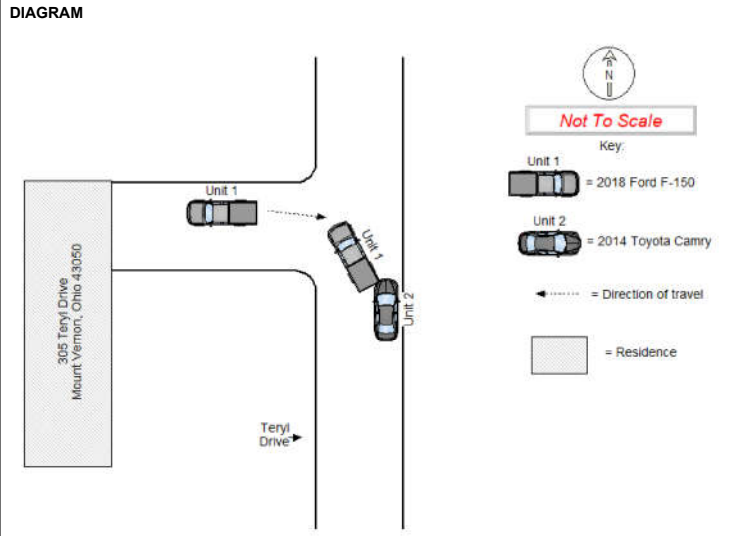 DIAGRAM
N
Not To Scale
Key:
Unit 1
= 2018 Ford F-150
Unit 2
= 2014 Toyota Camry
= Direction of travel
= Residence
Unit 1
Unit 1
Unit 2
305 Teryl Drive
Mount Vernon, Ohio 43050
Teryl
Drive